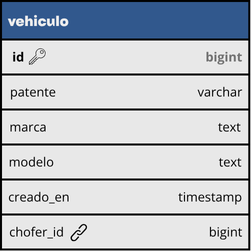 vehiculo
id bigint
patente varchar
marca text
modelo text
creado_en timestamp
chofer_id bigint